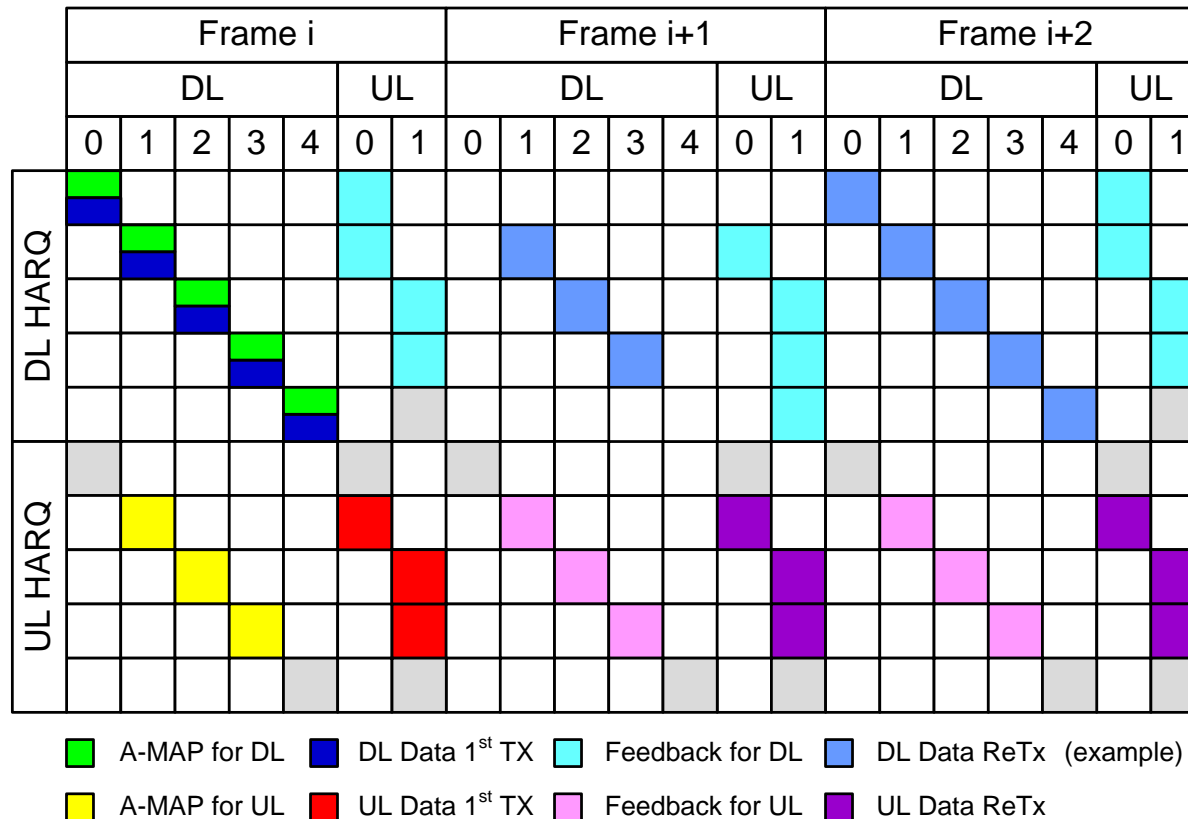 Frame i Frame i+1 Frame i+2
DL UL DL UL DL UL
0 1 2 3 4 0 1 0 1 2 3 4 0 1 0 1 2 3 4 0 1
DL HARQ
UL HARQ
A-MAP for DL DL Data 1st TX Feedback for DL DL Data ReTx (example)
A-MAP for UL UL Data 1st TX Feedback for UL UL Data ReTx